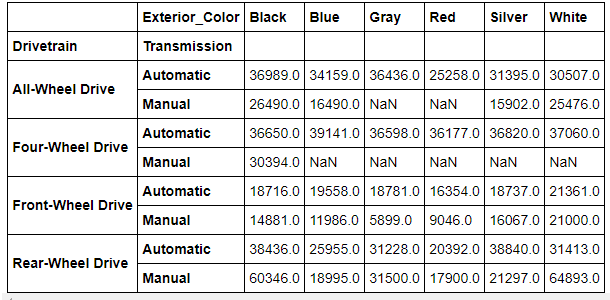 Exterior_Color Black Blue Gray Red Silver White
Drivetrain Transmission
All-Wheel Drive Automatic 36989.0 34159.0 36436.0 25258.0 31395.0 30507.0
Manual 26490.0 16490.0 NaN NaN 15902.0 25476.0
Four-Wheel Drive Automatic 36650.0 39141.0 36598.0 36177.0 36820.0 37060.0
Manual 30394.0 NaN NaN NaN NaN NaN
Front-Wheel Drive Automatic 18716.0 19558.0 18781.0 16354.0 18737.0 21361.0
Manual 14881.0 11986.0 5899.0 9046.0 16067.0 21000.0
Rear-Wheel Drive Automatic 38436.0 25955.0 31228.0 20392.0 38840.0 31413.0
Manual 60346.0 18995.0 31500.0 17900.0 21297.0 64893.0